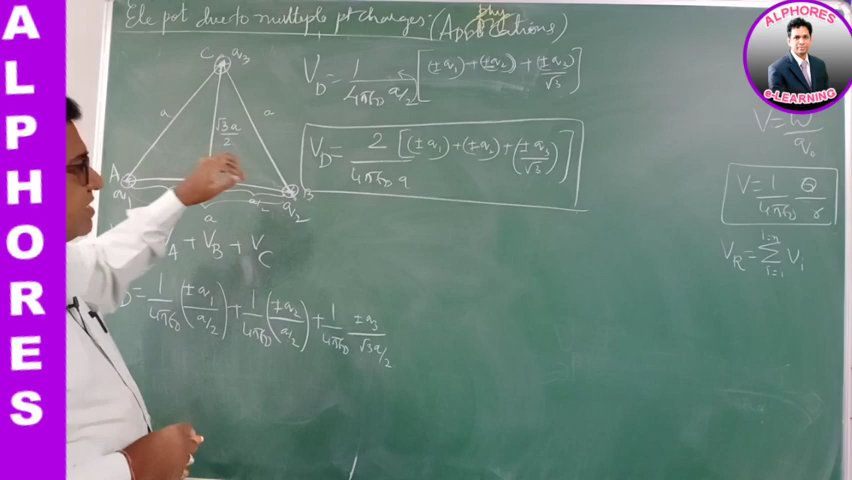 ALPHORES
Ele pot due to multiple pt charges: (Applications)
phy
C q₃
a
a
√3a/2
A
q₁
B
q₂
a/2
a
A + V_B + V_C
D = 1/4πε₀ (±q₁/a/2) + 1/4πε₀ (±q₂/a/2) + 1/4πε₀ ±q₃/√3a/2
V_D = 1/4πε₀ a/2 [(±q₁) + (±q₂) + (±q₃)/√3]
V_D = 2/4πε₀ a [(±q₁) + (±q₂) + (±q₃/√3)]
V = W/q₀
V = 1/4πε₀ Q/r
V_R = Σ i=1 i=n V_i
ALPHORES
e-LEARNING